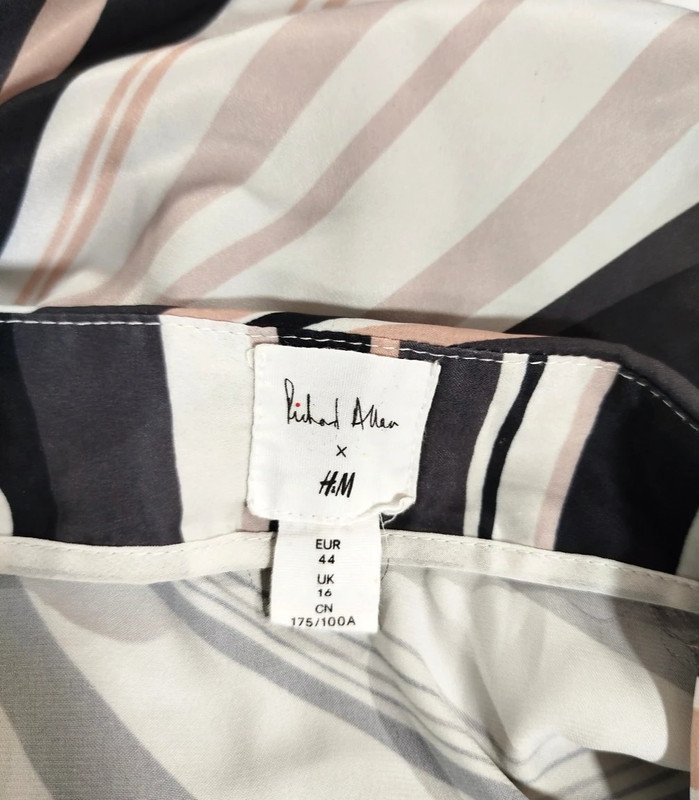 Richard Allan
x
H&M
EUR
44
UK
16
CN
175/100A